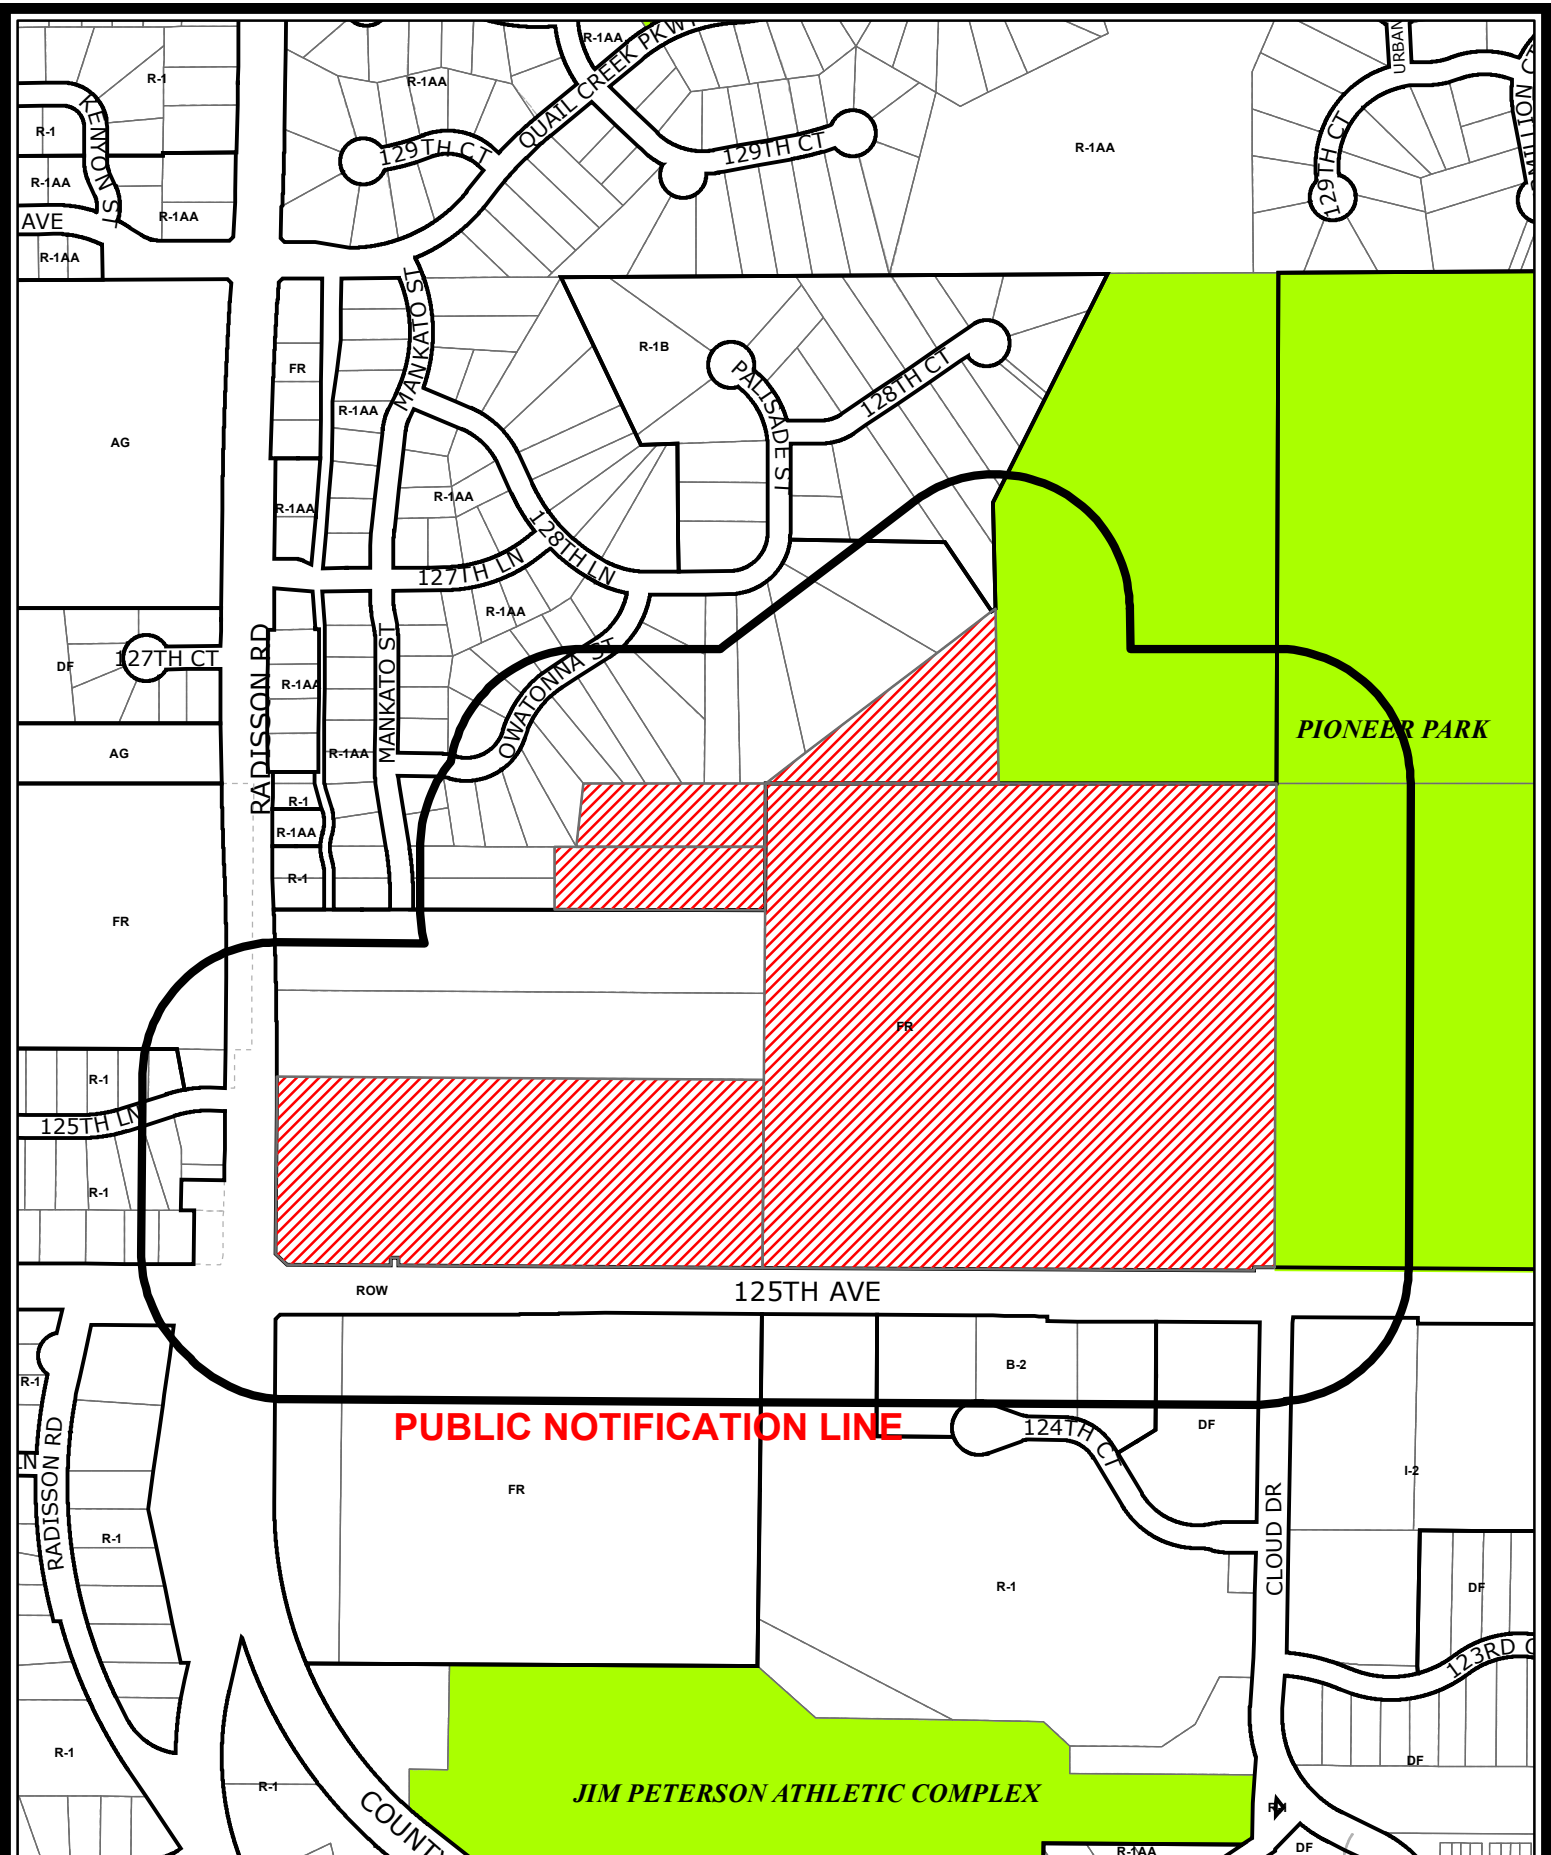 R-1AA
QUAIL CREEK PKWY
URBAN
R-1
R-1AA
KENYON ST
R-1
129TH CT
129TH CT
R-1AA
129TH CT
R-1AA
R-1AA
AVE
R-1AA
MANKATO ST
R-1B
FR
PALISADE ST
128TH CT
R-1AA
AG
R-1AA
R-1AA
128TH LN
127TH LN
R-1AA
RADISSON RD
127TH CT
DF
R-1AA
MANKATO ST
OWATONNA ST
PIONEER PARK
AG
R-1AA
R-1
R-1AA
R-1
FR
FR
R-1
125TH LN
R-1
ROW
125TH AVE
B-2
R-1
PUBLIC NOTIFICATION LINE
124TH CT
DF
RADISSON RD
LN
I-2
FR
CLOUD DR
R-1
R-1
DF
123RD
R-1
DF
R-1
JIM PETERSON ATHLETIC COMPLEX
COUNTY
DF
R-1AA